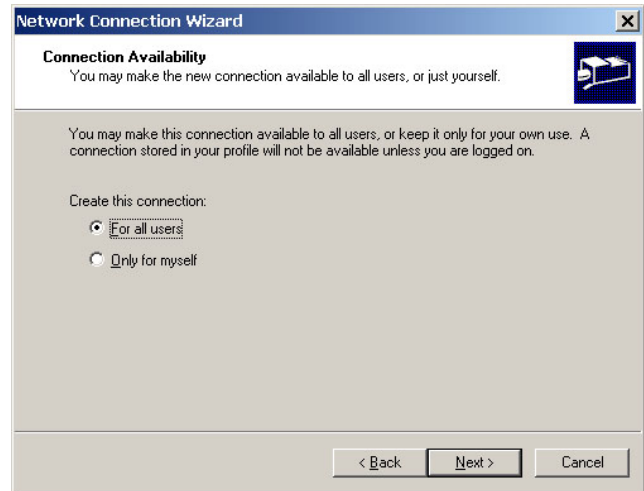 Network Connection Wizard
Connection Availability
You may make the new connection available to all users, or just yourself.
You may make this connection available to all users, or keep it only for your own use. A
connection stored in your profile will not be available unless you are logged on.
Create this connection:
For all users
Only for myself
< Back Next > Cancel